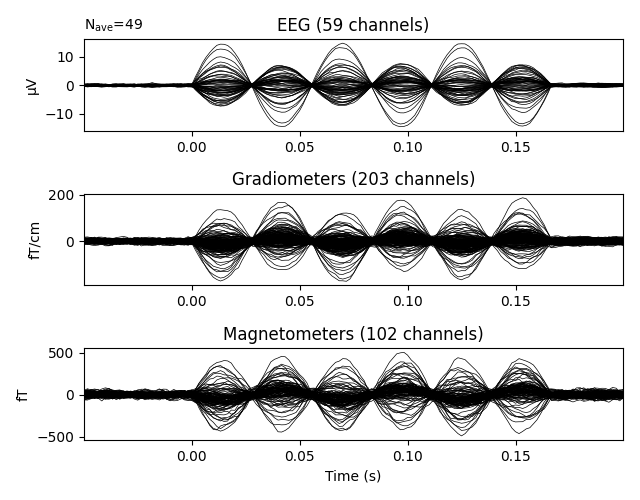 Nave=49
EEG (59 channels)
10
0
−10
µV
0.00 0.05 0.10 0.15
Gradiometers (203 channels)
200
0
fT/cm
0.00 0.05 0.10 0.15
Magnetometers (102 channels)
500
0
−500
fT
0.00 0.05 0.10 0.15
Time (s)